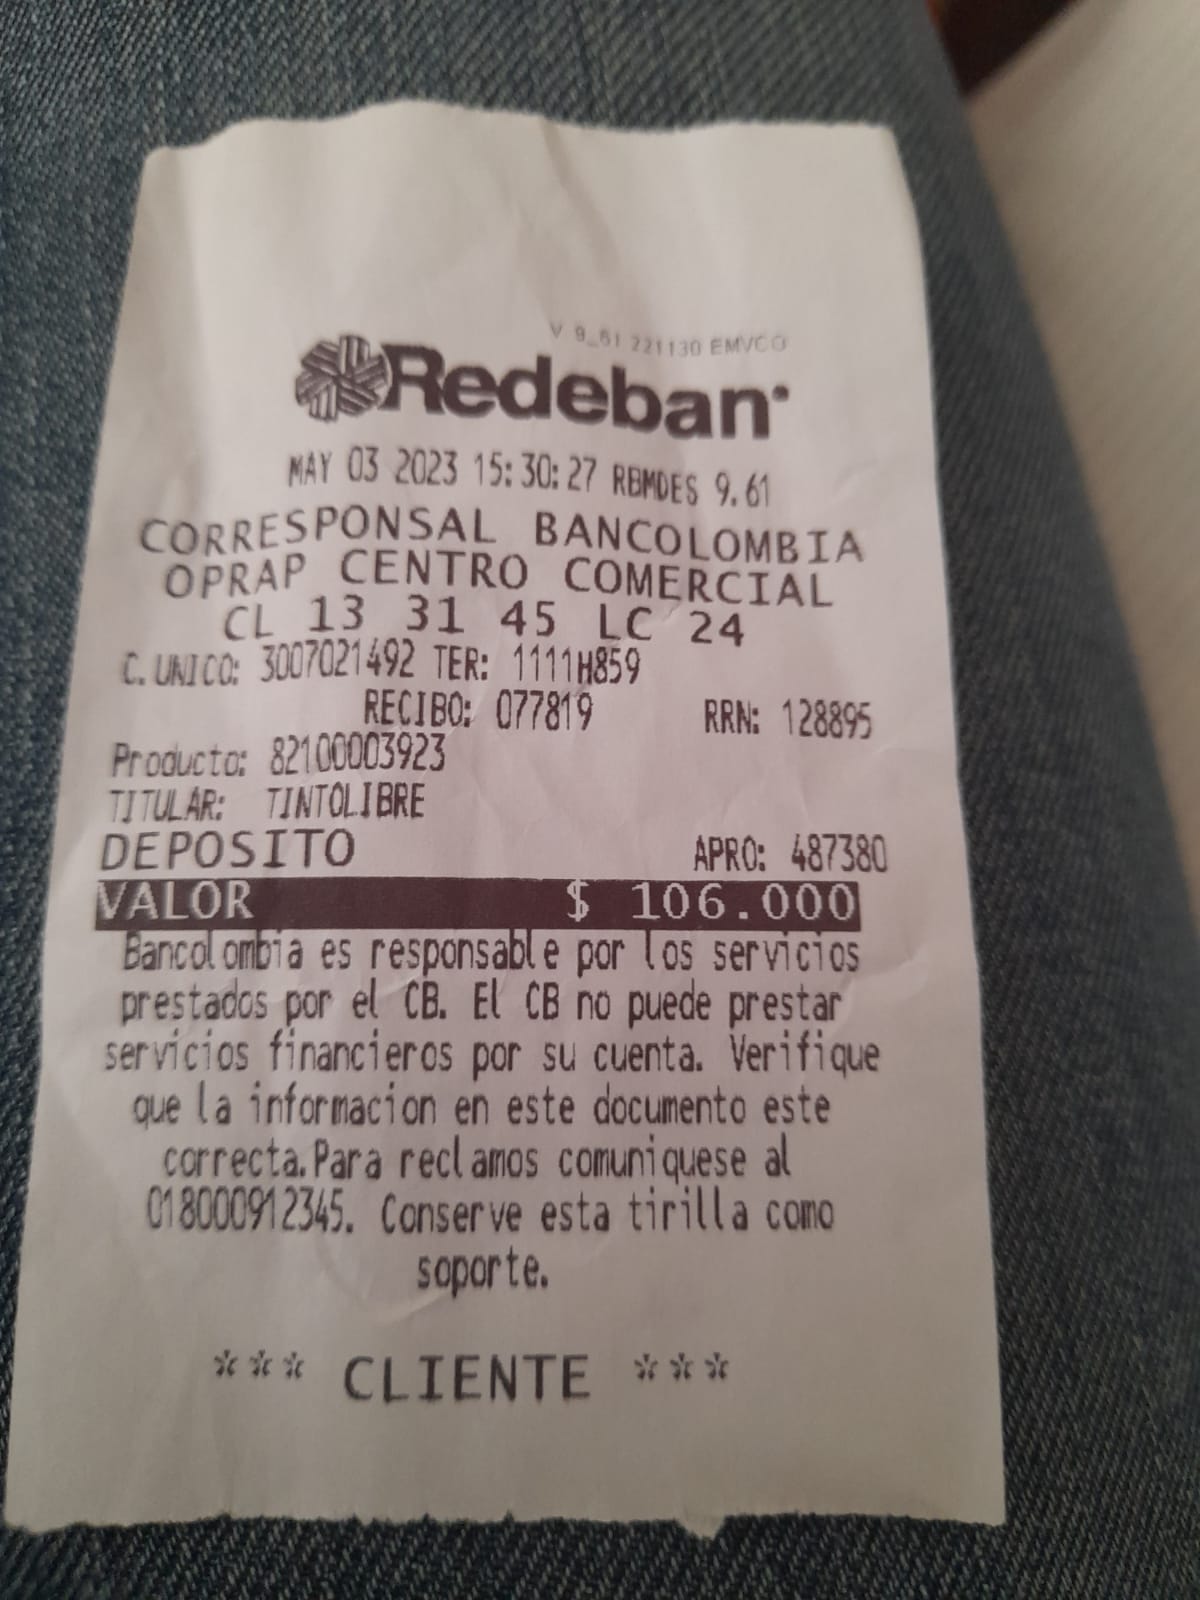 V 9_61 221130 EMVCO
Redeban
MAY 03 2023 15:30:27 RBMDES 9.61
CORRESPONSAL BANCOLOMBIA
OPRAP CENTRO COMERCIAL
CL 13 31 45 LC 24
C. UNICO: 3007021492 TER: 1111H859
RECIBO: 077819 RRN: 128895
Producto: 82100003923
TITULAR: TINTOLIBRE
DEPOSITO APRO: 487380
VALOR $ 106.000
Bancolombia es responsable por los servicios
prestados por el CB. El CB no puede prestar
servicios financieros por su cuenta. Verifique
que la informacion en este documento este
correcta.Para reclamos comuniquese al
018000912345. Conserve esta tirilla como
soporte.
*** CLIENTE ***